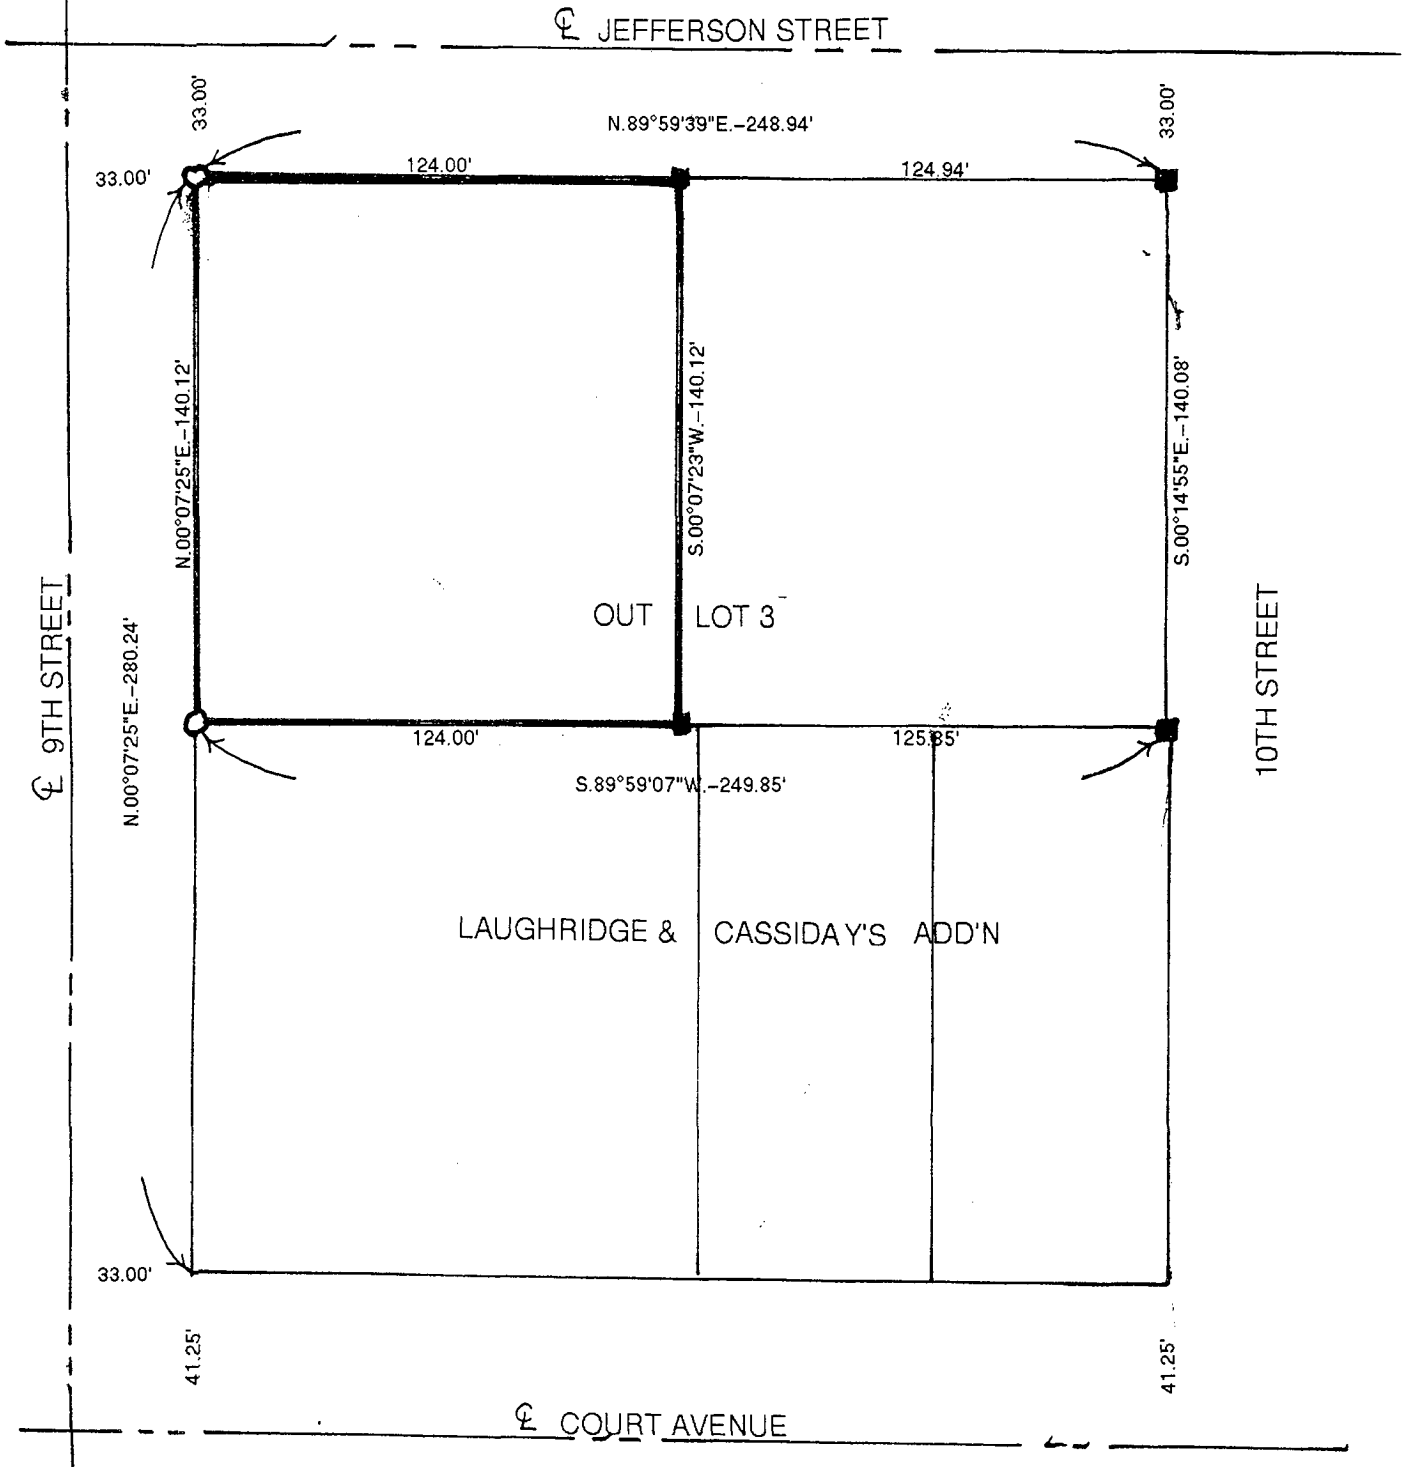 ℄ JEFFERSON STREET
33.00'
33.00'
N.89°59'39"E.–248.94'
33.00'
124.00'
124.94'
N.00°07'25"E.–140.12'
S.00°07'23"W.–140.12'
S.00°14'55"E.–140.08'
OUT LOT 3
℄ 9TH STREET
N.00°07'25"E.–280.24'
10TH STREET
124.00'
125.85'
S.89°59'07"W.–249.85'
LAUGHRIDGE & CASSIDAY'S ADD'N
33.00'
41.25'
41.25'
℄ COURT AVENUE